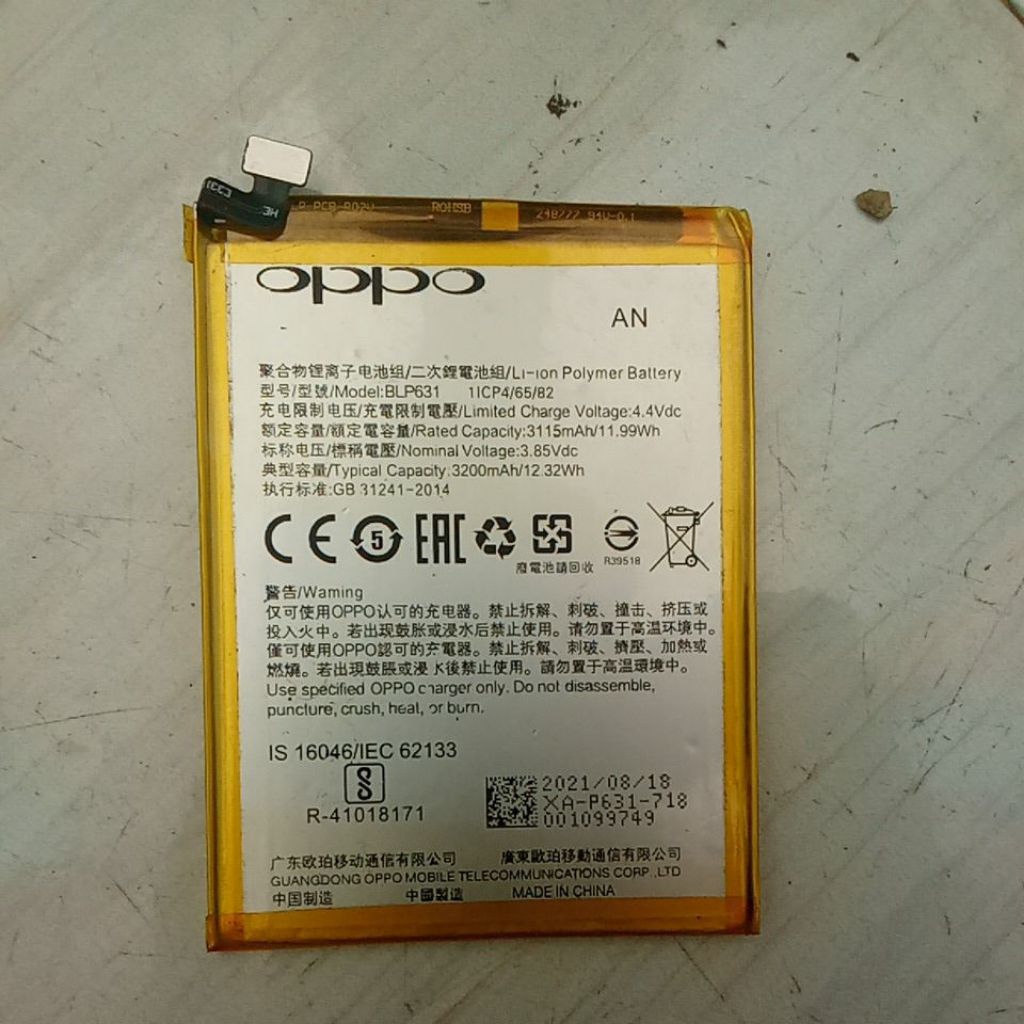 E331
HE
ROHSB
248777 94V-0.1
oppo
AN
聚合物锂离子电池组/二次鋰電池組/Li-ion Polymer Battery
型号/型號/Model:BLP631 1ICP4/65/82
充电限制电压/充電限制電壓/Limited Charge Voltage:4.4Vdc
额定容量/額定電容量/Rated Capacity:3115mAh/11.99Wh
标称电压/標稱電壓/Nominal Voltage:3.85Vdc
典型容量/Typical Capacity:3200mAh/12.32Wh
执行标准:GB 31241-2014
CE 5 EAC
廢電池請回收 R39518
警告/Warning
仅可使用OPPO认可的充电器。禁止拆解、刺破、撞击、挤压或
投入火中。若出现鼓胀或浸水后禁止使用。请勿置于高温环境中。
僅可使用OPPO認可的充電器。禁止拆解、刺破、擠壓、加熱或
燃燒。若出現鼓脹或浸水後禁止使用。請勿置于高溫環境中。
Use specified OPPO charger only. Do not disassemble,
puncture, crush, heat, or burn.
IS 16046/IEC 62133
R-41018171
2021/08/18
XA-P631-718
001099749
广东欧珀移动通信有限公司 廣東歐珀移動通信有限公司
GUANGDONG OPPO MOBILE TELECOMMUNICATIONS CORP.,LTD
中国制造 中國製造 MADE IN CHINA